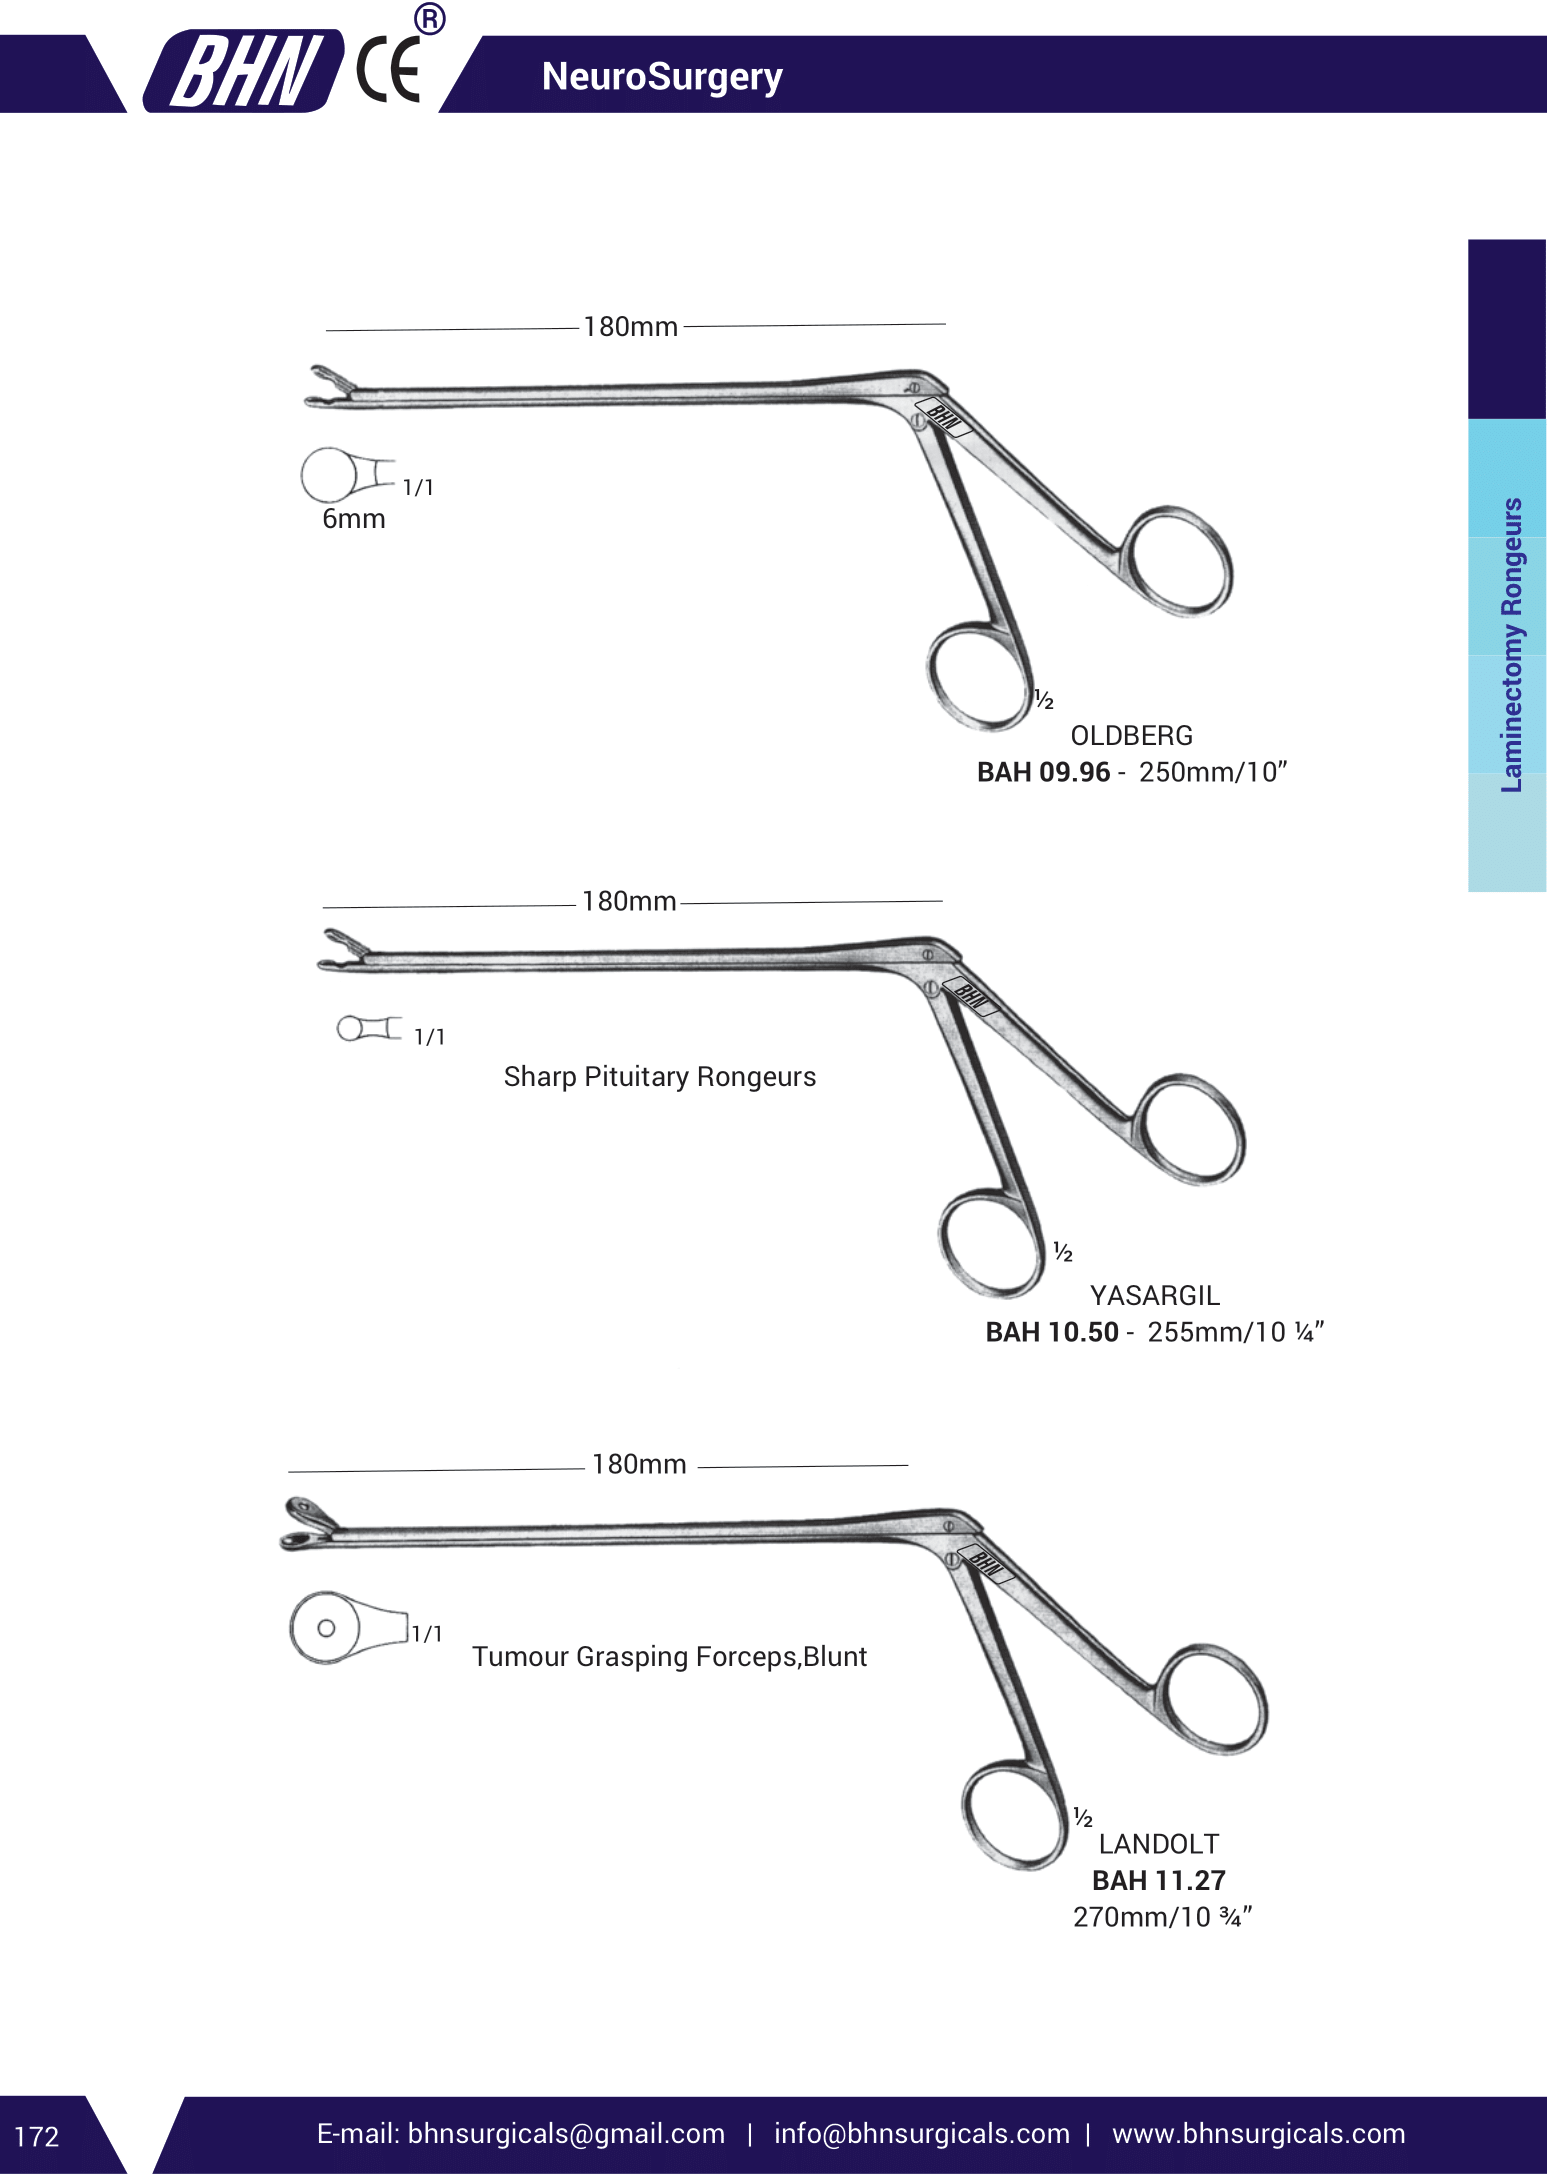 BHN CE ®
NeuroSurgery
Laminectomy Rongeurs
180mm
BHN
1/1
6mm
½
OLDBERG
BAH 09.96 - 250mm/10”
180mm
BHN
1/1
Sharp Pituitary Rongeurs
½
YASARGIL
BAH 10.50 - 255mm/10 ¼”
180mm
BHN
1/1
Tumour Grasping Forceps,Blunt
½
LANDOLT
BAH 11.27
270mm/10 ¾”
172
E-mail: bhnsurgicals@gmail.com | info@bhnsurgicals.com | www.bhnsurgicals.com